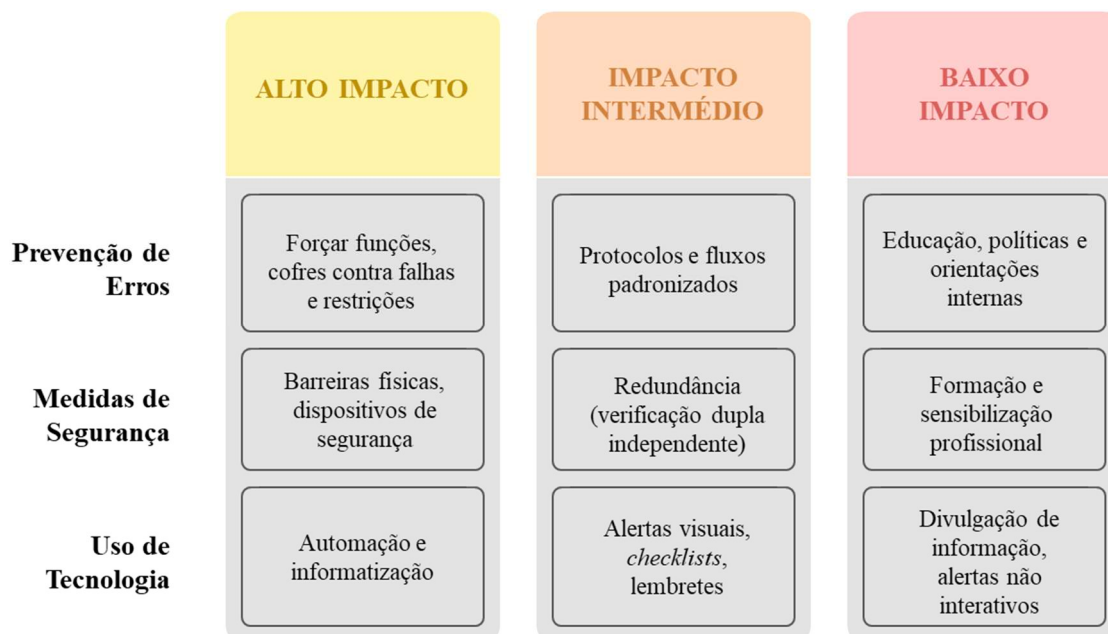 ALTO IMPACTO
IMPACTO
INTERMÉDIO
BAIXO
IMPACTO
Prevenção de
Erros
Forçar funções,
cofres contra falhas
e restrições
Protocolos e fluxos
padronizados
Educação, políticas e
orientações
internas
Medidas de
Segurança
Barreiras físicas,
dispositivos de
segurança
Redundância
(verificação dupla
independente)
Formação e
sensibilização
profissional
Uso de
Tecnologia
Automação e
informatização
Alertas visuais,
checklists,
lembretes
Divulgação de
informação,
alertas não
interativos